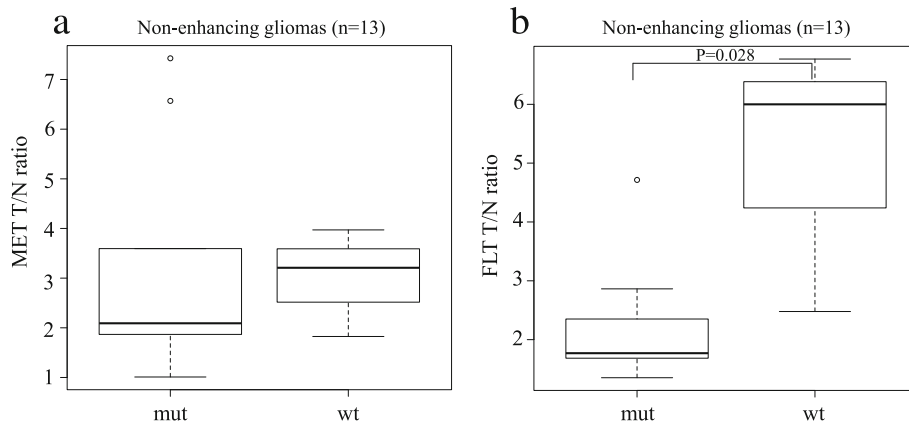 a
Non-enhancing gliomas (n=13)
MET T/N ratio
7
6
5
4
3
2
1
mut
wt
b
Non-enhancing gliomas (n=13)
P=0.028
FLT T/N ratio
6
5
4
3
2
mut
wt